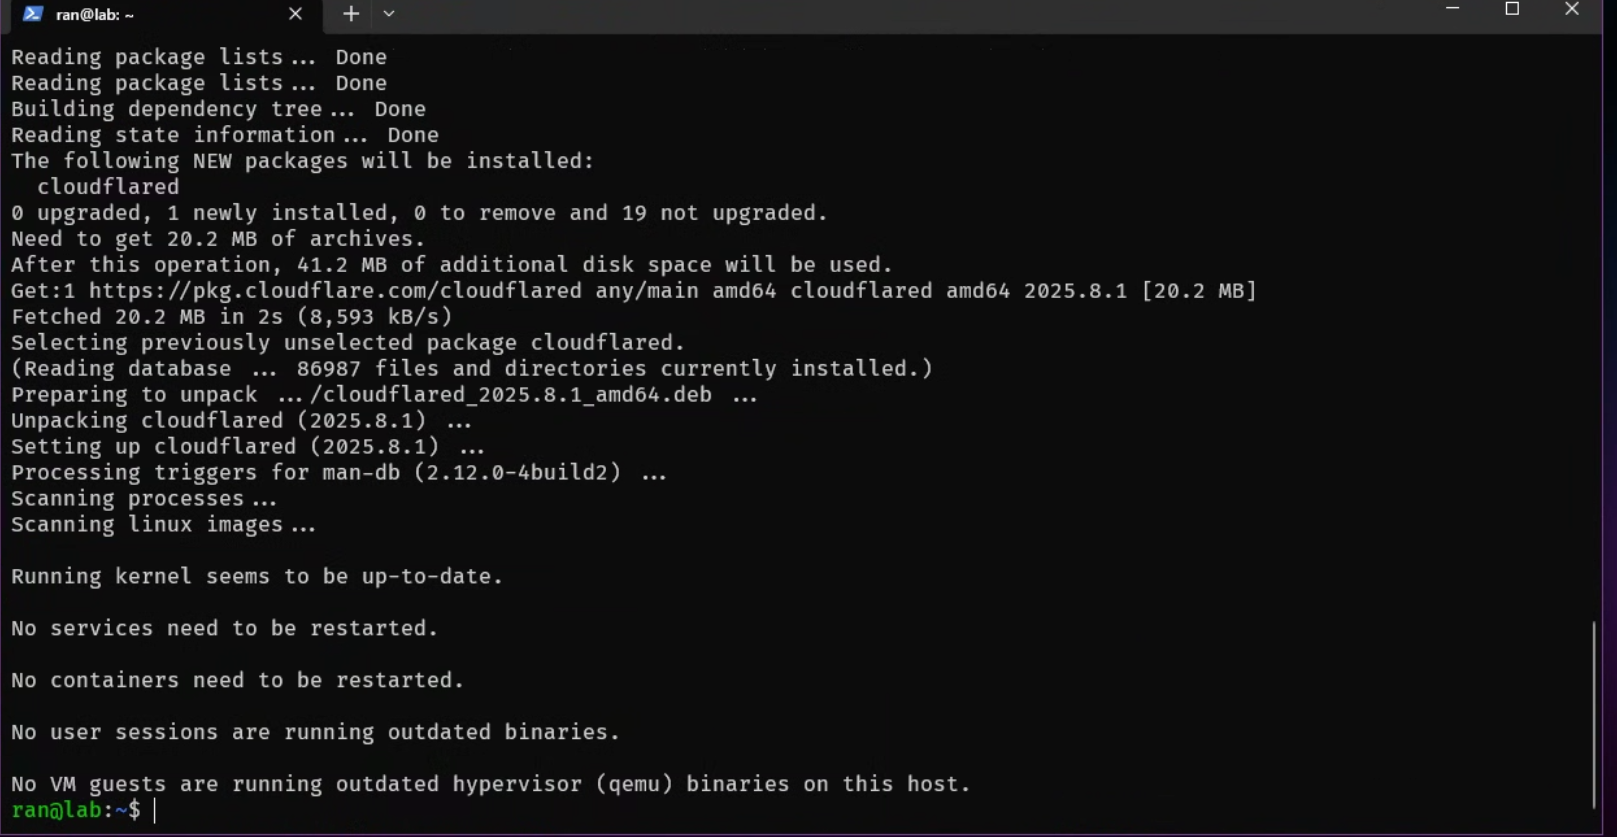 ran@lab: ~
Reading package lists... Done
Reading package lists... Done
Building dependency tree... Done
Reading state information... Done
The following NEW packages will be installed:
  cloudflared
0 upgraded, 1 newly installed, 0 to remove and 19 not upgraded.
Need to get 20.2 MB of archives.
After this operation, 41.2 MB of additional disk space will be used.
Get:1 https://pkg.cloudflare.com/cloudflared any/main amd64 cloudflared amd64 2025.8.1 [20.2 MB]
Fetched 20.2 MB in 2s (8,593 kB/s)
Selecting previously unselected package cloudflared.
(Reading database ... 86987 files and directories currently installed.)
Preparing to unpack .../cloudflared_2025.8.1_amd64.deb ...
Unpacking cloudflared (2025.8.1) ...
Setting up cloudflared (2025.8.1) ...
Processing triggers for man-db (2.12.0-4build2) ...
Scanning processes...
Scanning linux images...
Running kernel seems to be up-to-date.
No services need to be restarted.
No containers need to be restarted.
No user sessions are running outdated binaries.
No VM guests are running outdated hypervisor (qemu) binaries on this host.
ran@lab:~$